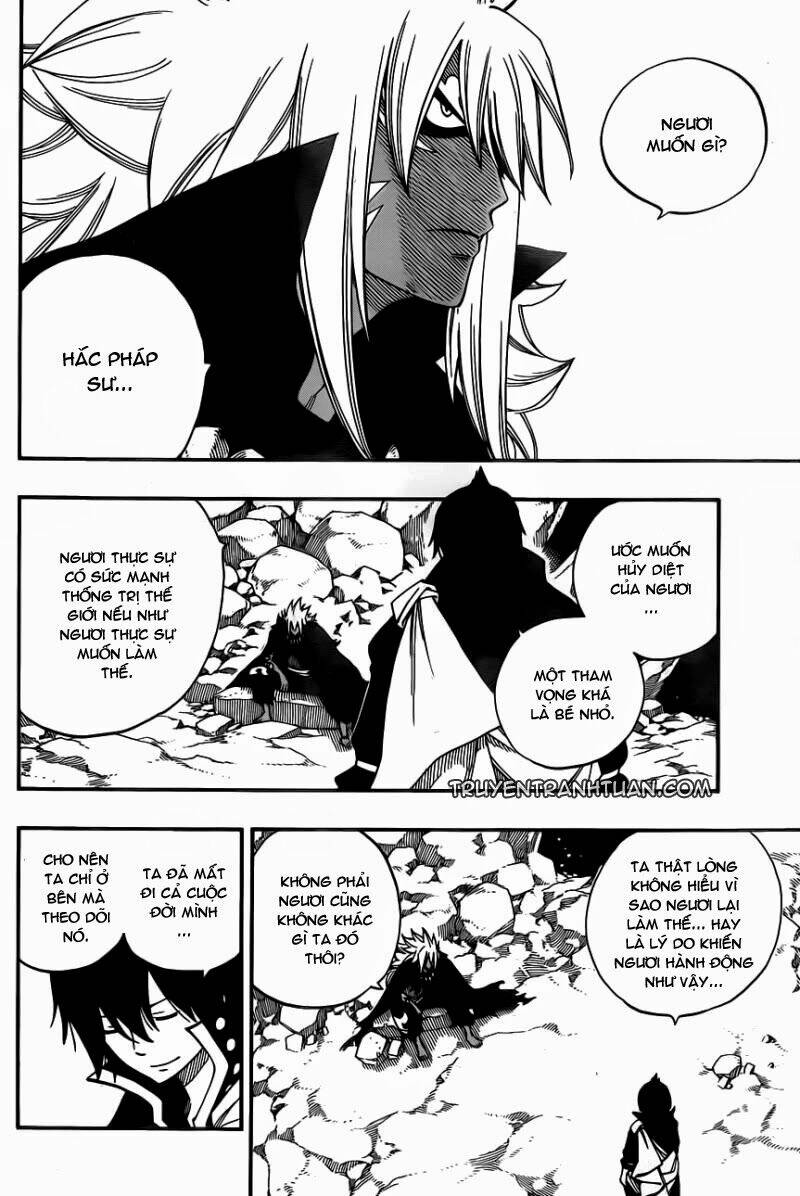 NGƯƠI
MUỐN GÌ?
HẮC PHÁP
SƯ...
ƯỚC MUỐN
HỦY DIỆT
CỦA NGƯƠI
...
MỘT THAM
VỌNG KHÁ
LÀ BÉ NHỎ.
NGƯƠI THỰC SỰ
CÓ SỨC MẠNH
THỐNG TRỊ THẾ
GIỚI NẾU NHƯ
NGƯƠI THỰC SỰ
MUỐN LÀM
THẾ.
TRUYENTRANHTUAN.COM
TA THẬT LÒNG
KHÔNG HIỂU VÌ
SAO NGƯƠI LẠI
LÀM THẾ... HAY
LÀ LÝ DO KHIẾN
NGƯƠI HÀNH ĐỘNG
NHƯ VẬY...
KHÔNG PHẢI
NGƯƠI CŨNG
KHÔNG KHÁC
GÌ TA ĐÓ
THÔI?
TA ĐÃ MẤT
ĐI CẢ CUỘC
ĐỜI MÌNH
...
CHO NÊN
TA CHỈ Ở
BÊN MÀ
THEO DÕI
NÓ.